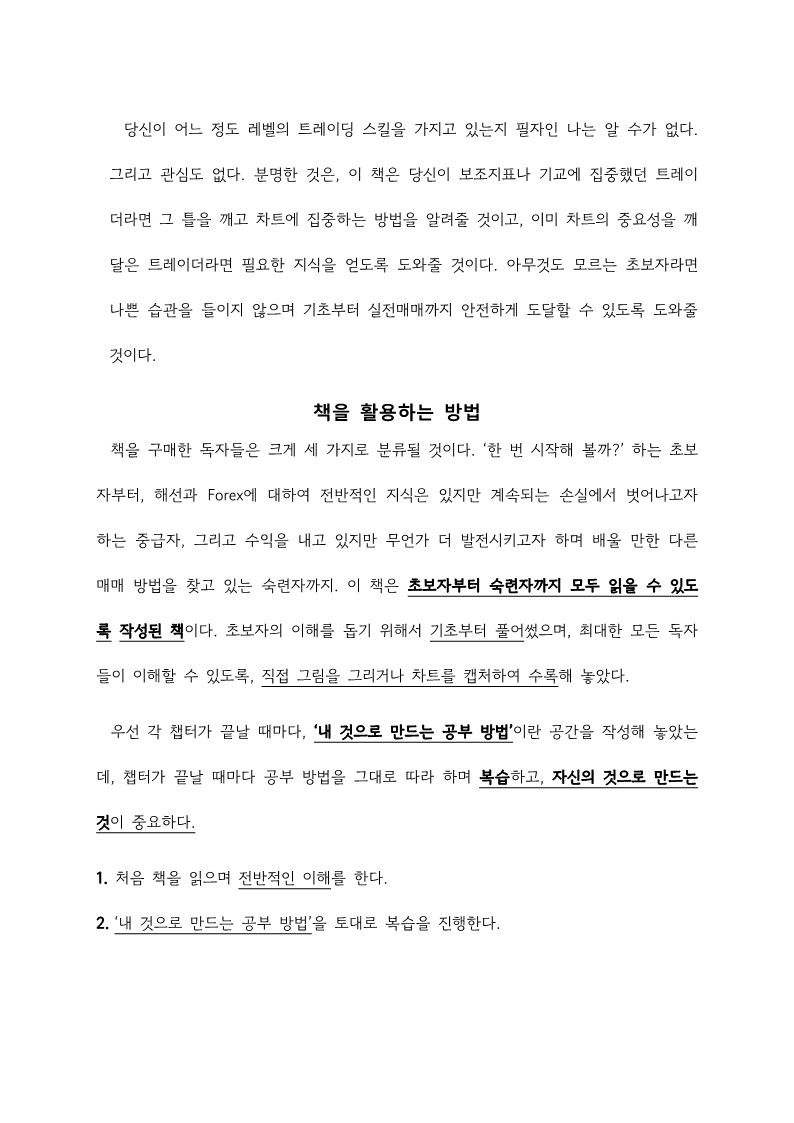 당신이 어느 정도 레벨의 트레이딩 스킬을 가지고 있는지 필자인 나는 알 수가 없다.
그리고 관심도 없다. 분명한 것은, 이 책은 당신이 보조지표나 기교에 집중했던 트레이
더라면 그 틀을 깨고 차트에 집중하는 방법을 알려줄 것이고, 이미 차트의 중요성을 깨
달은 트레이더라면 필요한 지식을 얻도록 도와줄 것이다. 아무것도 모르는 초보자라면
나쁜 습관을 들이지 않으며 기초부터 실전매매까지 안전하게 도달할 수 있도록 도와줄
것이다.
책을 활용하는 방법
책을 구매한 독자들은 크게 세 가지로 분류될 것이다. ‘한 번 시작해 볼까?’ 하는 초보
자부터, 해선과 Forex에 대하여 전반적인 지식은 있지만 계속되는 손실에서 벗어나고자
하는 중급자, 그리고 수익을 내고 있지만 무언가 더 발전시키고자 하며 배울 만한 다른
매매 방법을 찾고 있는 숙련자까지. 이 책은 초보자부터 숙련자까지 모두 읽을 수 있도
록 작성된 책이다. 초보자의 이해를 돕기 위해서 기초부터 풀어썼으며, 최대한 모든 독자
들이 이해할 수 있도록, 직접 그림을 그리거나 차트를 캡처하여 수록해 놓았다.
우선 각 챕터가 끝날 때마다, ‘내 것으로 만드는 공부 방법’이란 공간을 작성해 놓았는
데, 챕터가 끝날 때마다 공부 방법을 그대로 따라 하며 복습하고, 자신의 것으로 만드는
것이 중요하다.
1. 처음 책을 읽으며 전반적인 이해를 한다.
2. ‘내 것으로 만드는 공부 방법’을 토대로 복습을 진행한다.